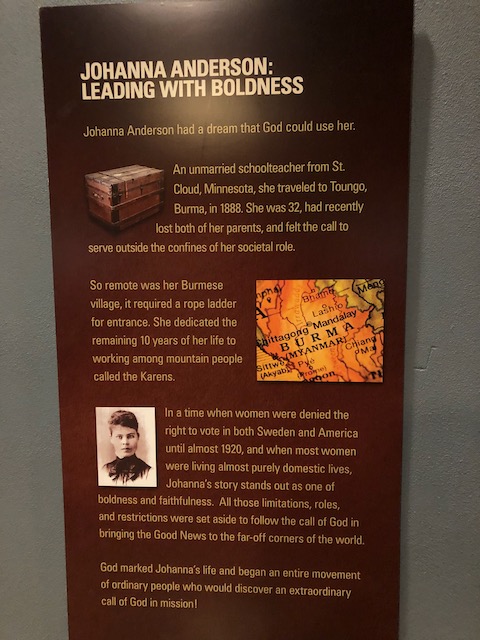 JOHANNA ANDERSON:
LEADING WITH BOLDNESS
Johanna Anderson had a dream that God could use her.
An unmarried schoolteacher from St.
Cloud, Minnesota, she traveled to Toungo,
Burma, in 1888. She was 32, had recently
lost both of her parents, and felt the call to
serve outside the confines of her societal role.
So remote was her Burmese
village, it required a rope ladder
for entrance. She dedicated the
remaining 10 years of her life to
working among mountain people
called the Karens.
Bhamo
Lashio
Mandalay
BURMA
(MYANMAR)
Chiang
Mai
Sittwe
(Akyab)
Pyè
(Prome)
In a time when women were denied the
right to vote in both Sweden and America
until almost 1920, and when most women
were living almost purely domestic lives,
Johanna's story stands out as one of
boldness and faithfulness. All those limitations, roles,
and restrictions were set aside to follow the call of God in
bringing the Good News to the far-off corners of the world.
God marked Johanna's life and began an entire movement
of ordinary people who would discover an extraordinary
call of God in mission!